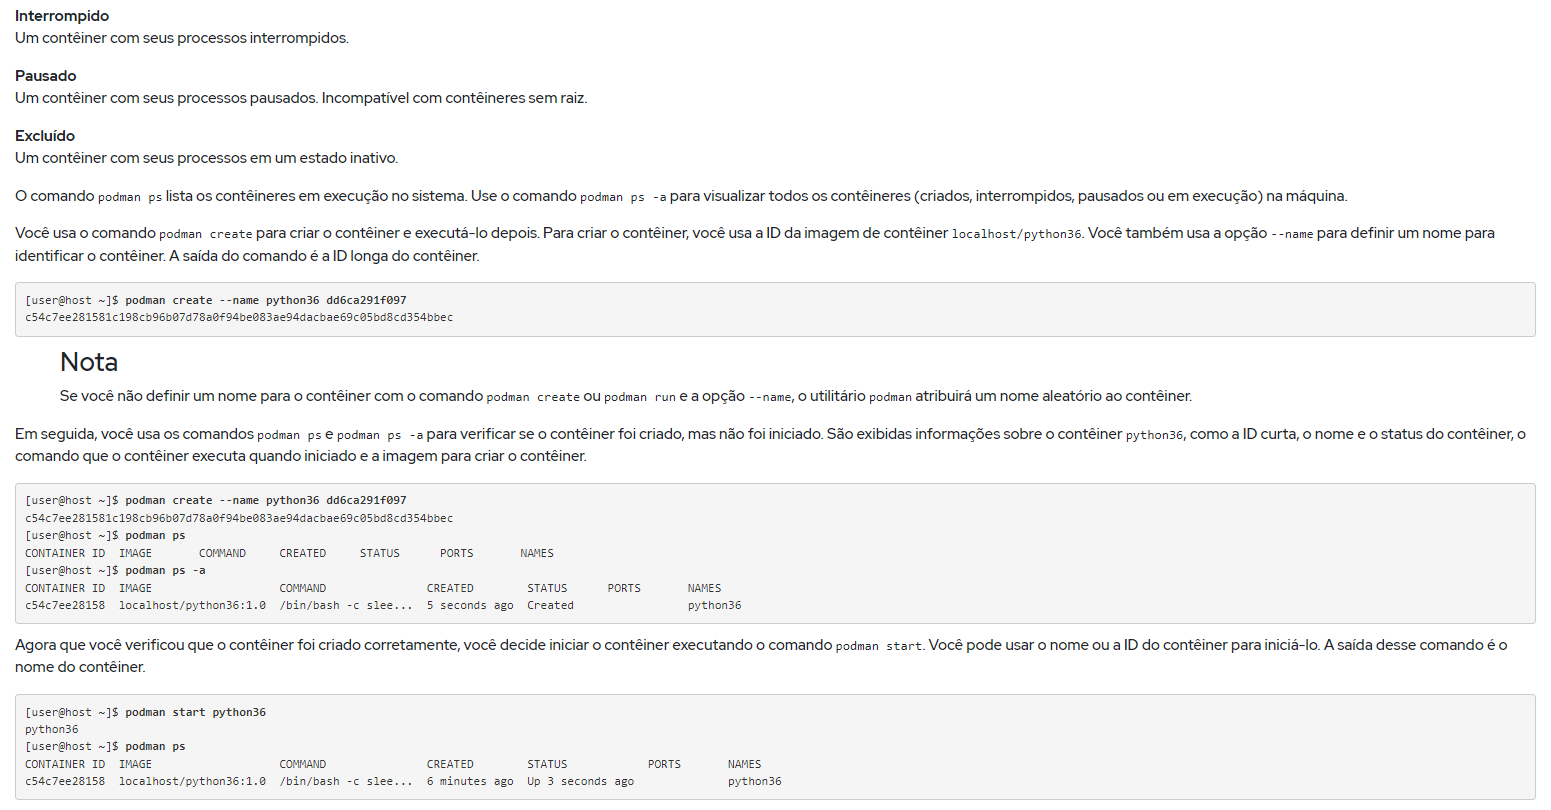 Interrompido
Um contêiner com seus processos interrompidos.
Pausado
Um contêiner com seus processos pausados. Incompatível com contêineres sem raiz.
Excluído
Um contêiner com seus processos em um estado inativo.
O comando podman ps lista os contêineres em execução no sistema. Use o comando podman ps -a para visualizar todos os contêineres (criados, interrompidos, pausados ou em execução) na máquina.
Você usa o comando podman create para criar o contêiner e executá-lo depois. Para criar o contêiner, você usa a ID da imagem de contêiner localhost/python36. Você também usa a opção --name para definir um nome para
identificar o contêiner. A saída do comando é a ID longa do contêiner.
[user@host ~]$ podman create --name python36 dd6ca291f097
c54c7ee281581c198cb96b07d78a0f94be083ae94dacbae69c05bd8cd354bbec
Nota
Se você não definir um nome para o contêiner com o comando podman create ou podman run e a opção --name, o utilitário podman atribuirá um nome aleatório ao contêiner.
Em seguida, você usa os comandos podman ps e podman ps -a para verificar se o contêiner foi criado, mas não foi iniciado. São exibidas informações sobre o contêiner python36, como a ID curta, o nome e o status do contêiner, o
comando que o contêiner executa quando iniciado e a imagem para criar o contêiner.
[user@host ~]$ podman create --name python36 dd6ca291f097
c54c7ee281581c198cb96b07d78a0f94be083ae94dacbae69c05bd8cd354bbec
[user@host ~]$ podman ps
CONTAINER ID  IMAGE       COMMAND     CREATED     STATUS      PORTS       NAMES
[user@host ~]$ podman ps -a
CONTAINER ID  IMAGE                   COMMAND               CREATED        STATUS      PORTS       NAMES
c54c7ee28158  localhost/python36:1.0  /bin/bash -c slee...  5 seconds ago  Created                 python36
Agora que você verificou que o contêiner foi criado corretamente, você decide iniciar o contêiner executando o comando podman start. Você pode usar o nome ou a ID do contêiner para iniciá-lo. A saída desse comando é o
nome do contêiner.
[user@host ~]$ podman start python36
python36
[user@host ~]$ podman ps
CONTAINER ID  IMAGE                   COMMAND               CREATED        STATUS            PORTS       NAMES
c54c7ee28158  localhost/python36:1.0  /bin/bash -c slee...  6 minutes ago  Up 3 seconds ago              python36